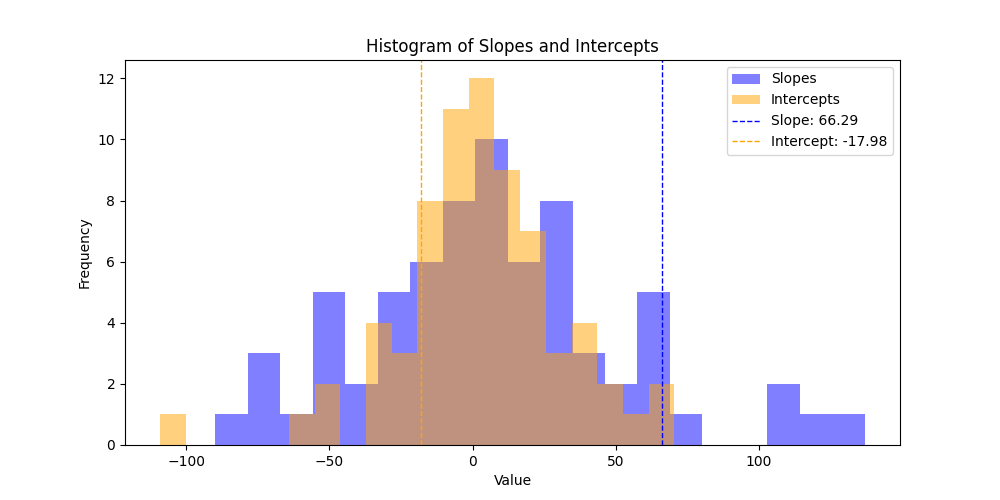 Histogram of Slopes and Intercepts
Slopes
Intercepts
Slope: 66.29
Intercept: -17.98
12
10
8
6
4
2
0
Frequency
−100
−50
0
50
100
Value